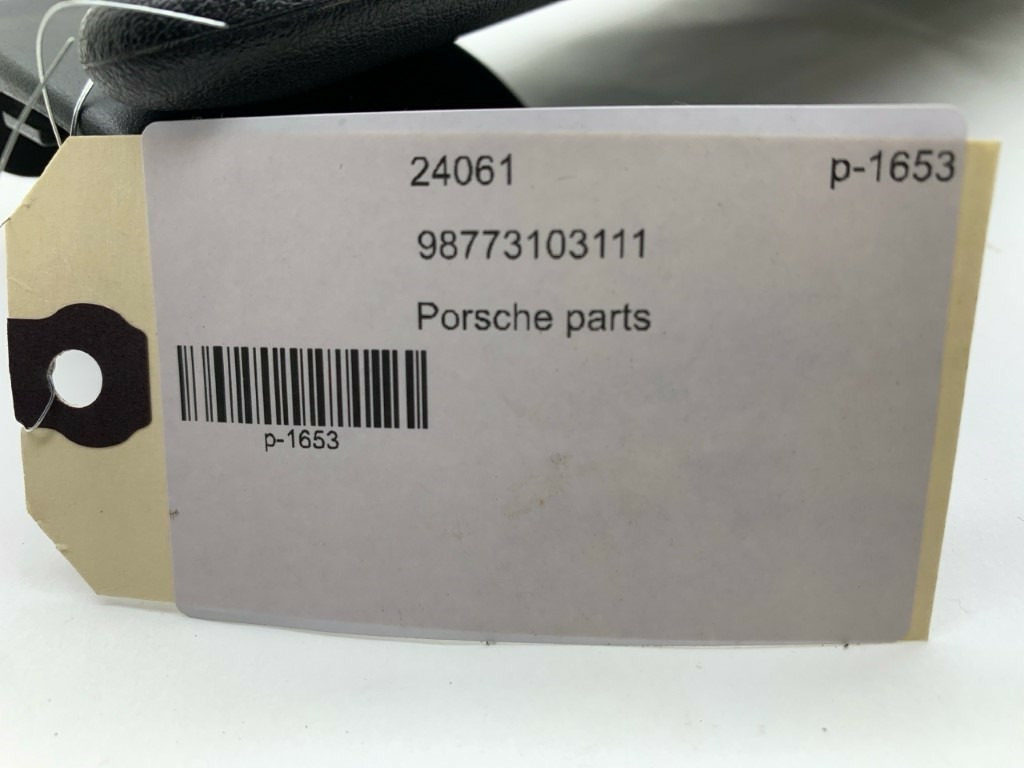 24061 p-1653
98773103111
Porsche parts
p-1653